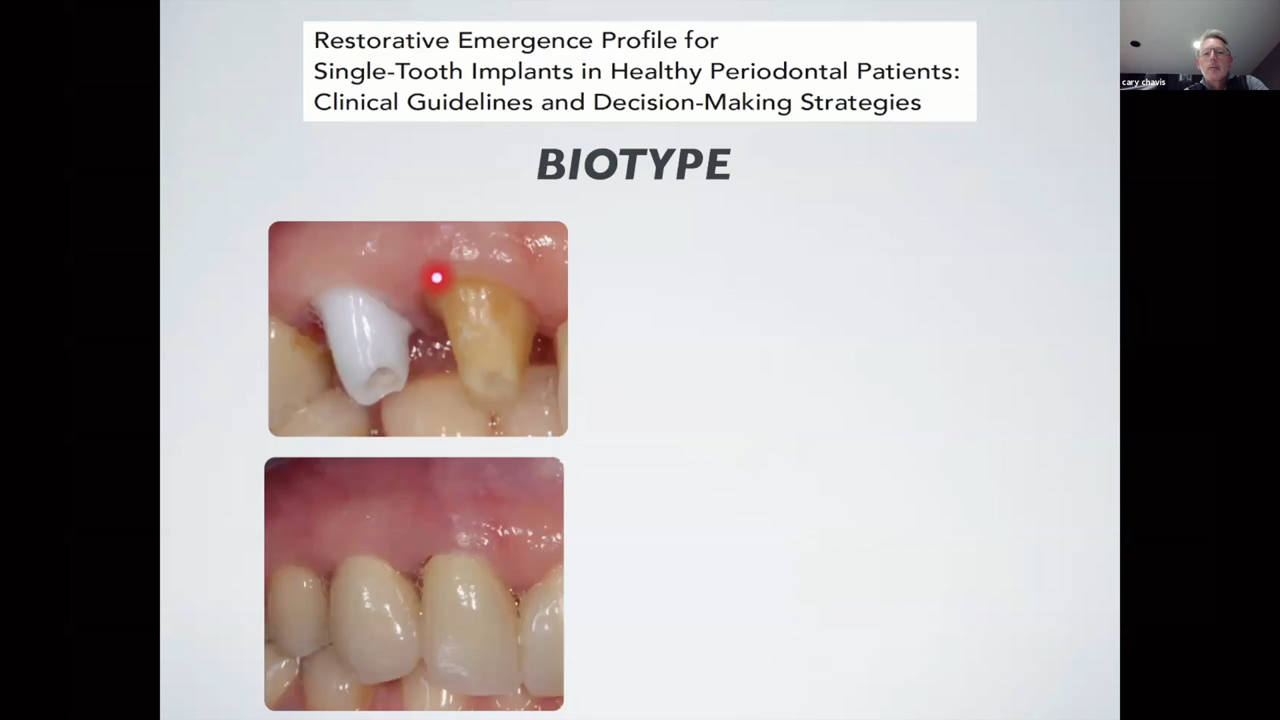 Restorative Emergence Profile for
Single-Tooth Implants in Healthy Periodontal Patients:
Clinical Guidelines and Decision-Making Strategies
BIOTYPE
cary chavis